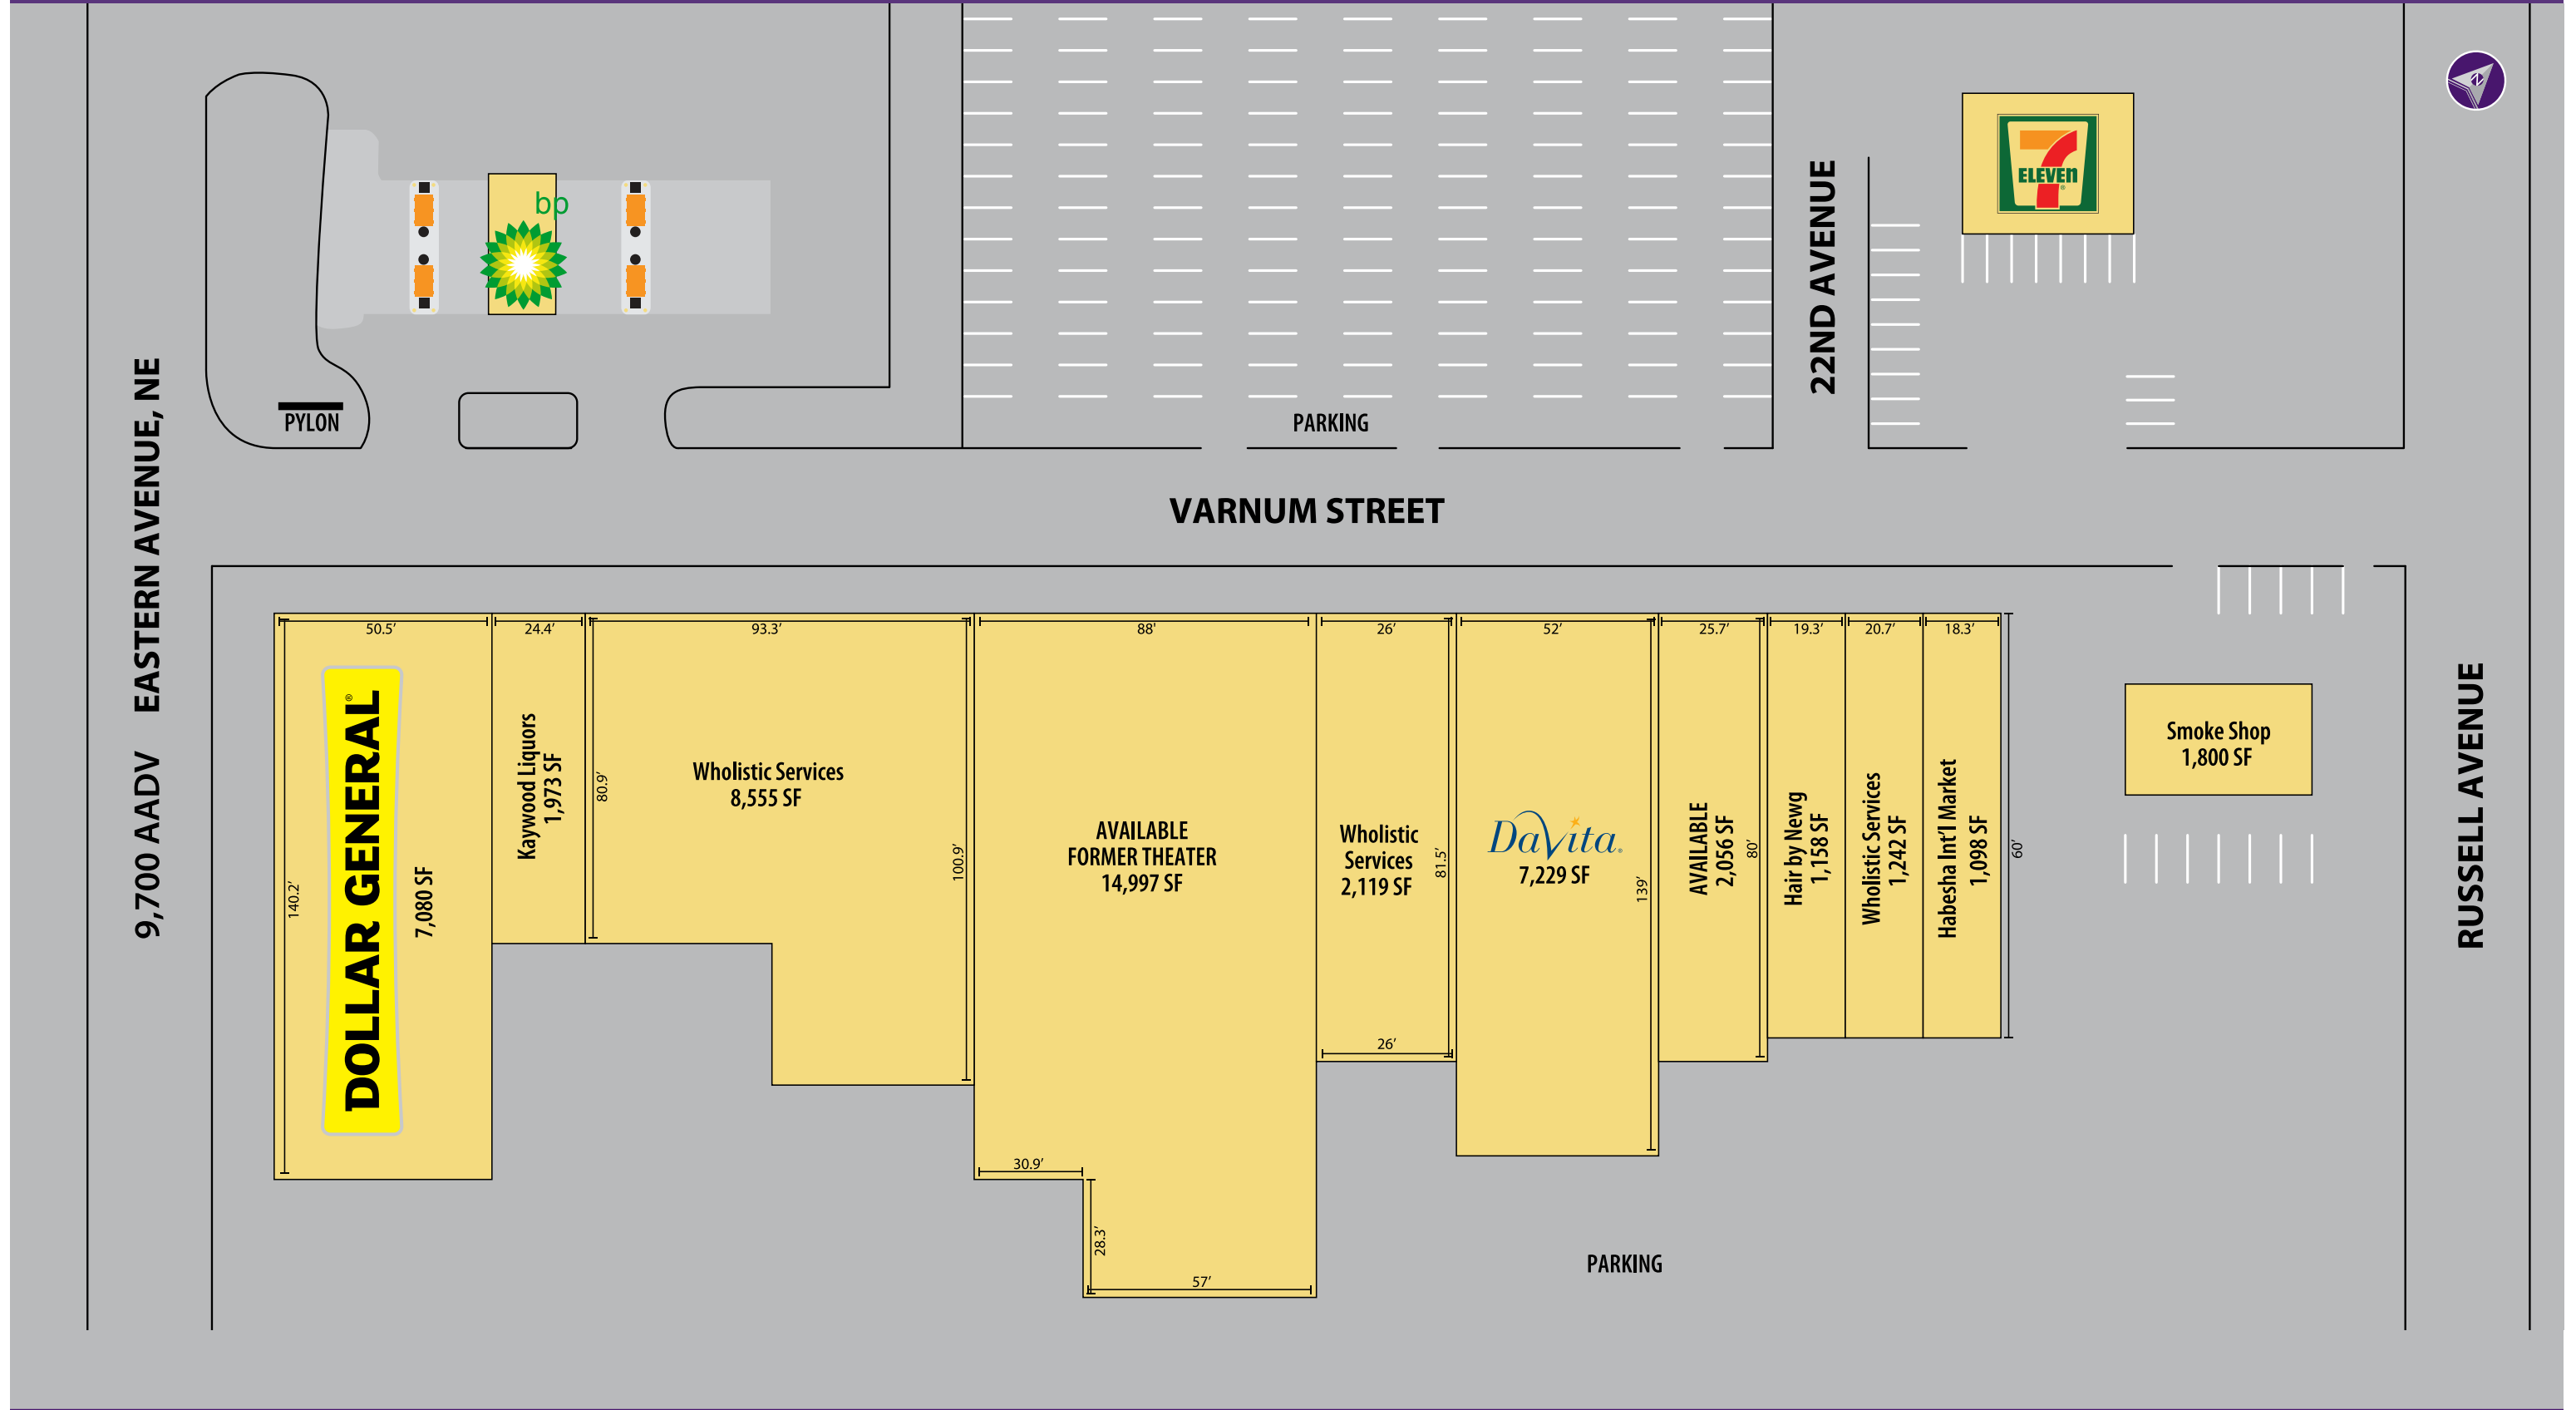 bp
7
ELEVEn
®
PYLON
PARKING
22ND AVENUE
VARNUM STREET
9,700 AADV EASTERN AVENUE, NE
RUSSELL AVENUE
50.5’
140.2’
DOLLAR GENERAL®
7,080 SF
24.4’
Kaywood Liquors
1,973 SF
93.3’
80.9’
Wholistic Services
8,555 SF
100.9’
88’
AVAILABLE
FORMER THEATER
14,997 SF
30.9’
28.3’
57’
26’
Wholistic
Services
2,119 SF
81.5’
26’
52’
DaVita®
7,229 SF
139’
25.7’
AVAILABLE
2,056 SF
80’
19.3’
Hair by Newg
1,158 SF
20.7’
Wholistic Services
1,242 SF
18.3’
Habesha Int’l Market
1,098 SF
60’
Smoke Shop
1,800 SF
PARKING